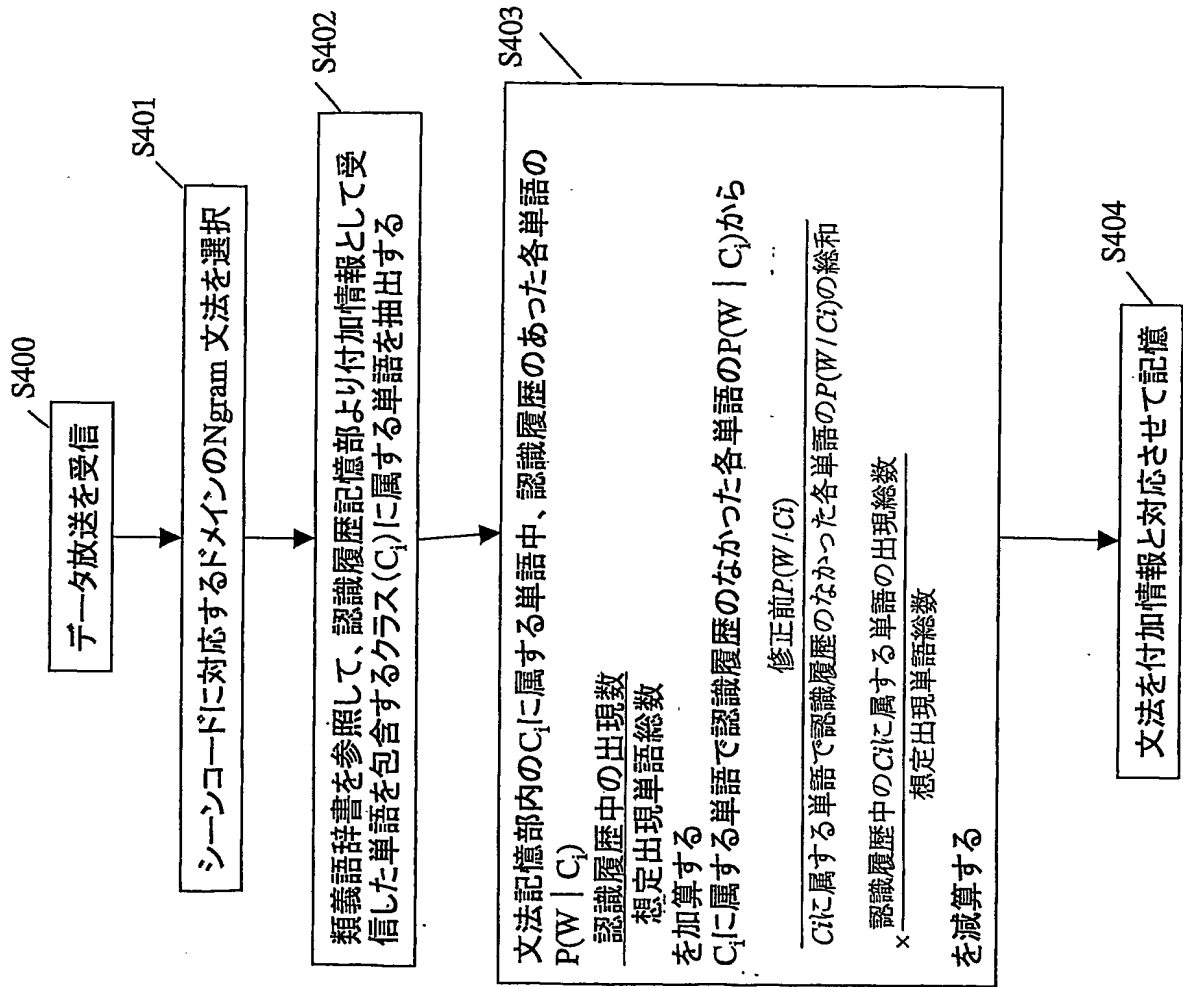 S400
データ放送を受信
S401
シーンコードに対応するドメインのNgram 文法を選択
S402
類義語辞書を参照して、認識履歴記憶部より付加情報として受
信した単語を包含するクラス(Ci)に属する単語を抽出する
S403
文法記憶部内のCiに属する単語中、認識履歴のあった各単語の
P(W | Ci)
認識履歴中の出現数
想定出現単語総数
を加算する
Ciに属する単語で認識履歴のなかった各単語のP(W | Ci)から
修正前P(W / Ci)
Ciに属する単語で認識履歴のなかった各単語のP(W / Ci)の総和
× 認識履歴中のCiに属する単語の出現総数
想定出現単語総数
を減算する
S404
文法を付加情報と対応させて記憶